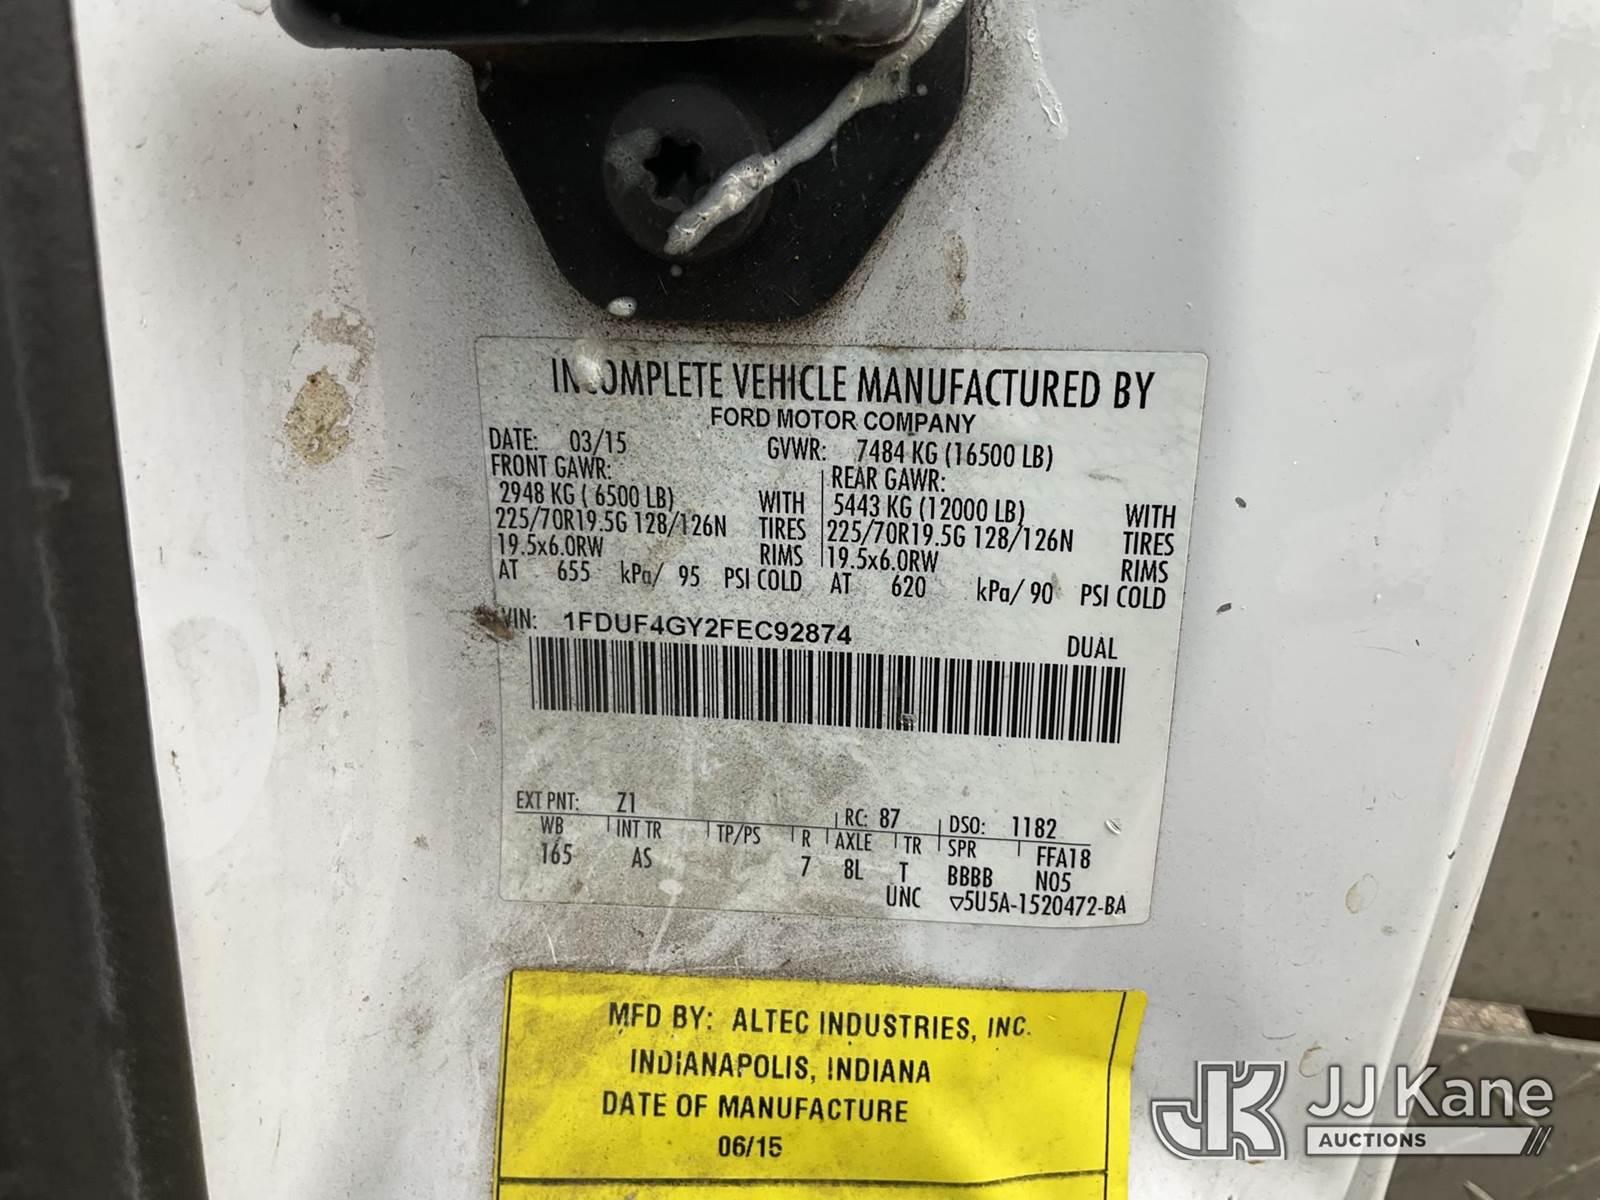 INCOMPLETE VEHICLE MANUFACTURED BY
FORD MOTOR COMPANY
DATE: 03/15 GVWR: 7484 KG (16500 LB)
FRONT GAWR: REAR GAWR:
2948 KG ( 6500 LB) WITH 5443 KG (12000 LB) WITH
225/70R19.5G 128/126N TIRES 225/70R19.5G 128/126N TIRES
19.5x6.0RW RIMS 19.5x6.0RW RIMS
AT 655 kPa/ 95 PSI COLD AT 620 kPa/ 90 PSI COLD
VIN: 1FDUF4GY2FEC92874 DUAL
EXT PNT: Z1 RC: 87 DSO: 1182
WB INT TR TP/PS R AXLE TR SPR FFA18
165 AS 7 8L T BBBB N05
UNC ▽5U5A-1520472-BA
MFD BY: ALTEC INDUSTRIES, INC.
INDIANAPOLIS, INDIANA
DATE OF MANUFACTURE
06/15
JK JJ Kane
AUCTIONS